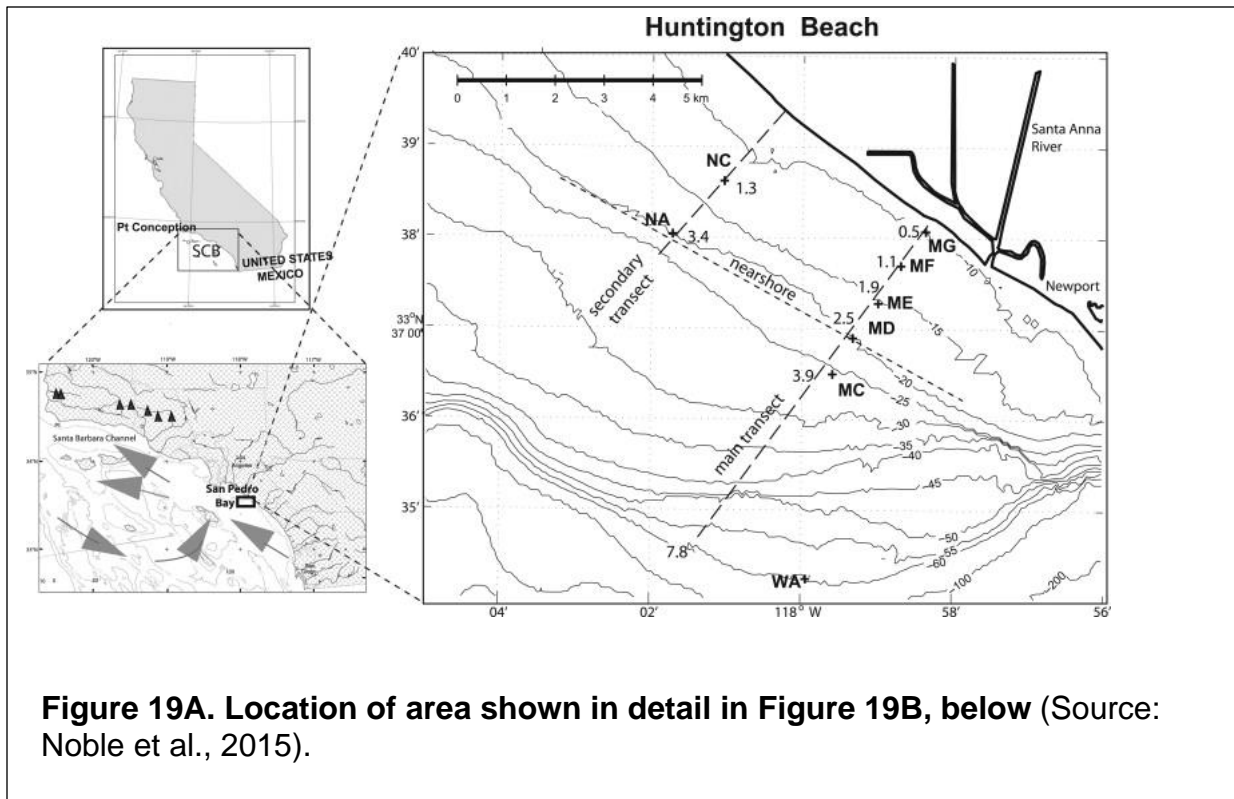 Huntington Beach
40'
39'
38'
33°N
37 00'
36'
35'
04'
02'
118° W
58'
56'
0 1 2 3 4 5 km
NC
1.3
NA
3.4
secondary
transect
nearshore
Santa Anna
River
Newport
0.5
MG
1.1
MF
1.9
ME
2.5
MD
3.9
MC
main transect
7.8
WA
-10
-15
-20
-25
-30
-35
-40
-45
-50
-55
-60
-100
-200
Pt Conception
SCB
UNITED STATES
MEXICO
120°W
119°W
118°W
117°W
Santa Barbara Channel
San Pedro
Bay
Figure 19A. Location of area shown in detail in Figure 19B, below (Source:
Noble et al., 2015).